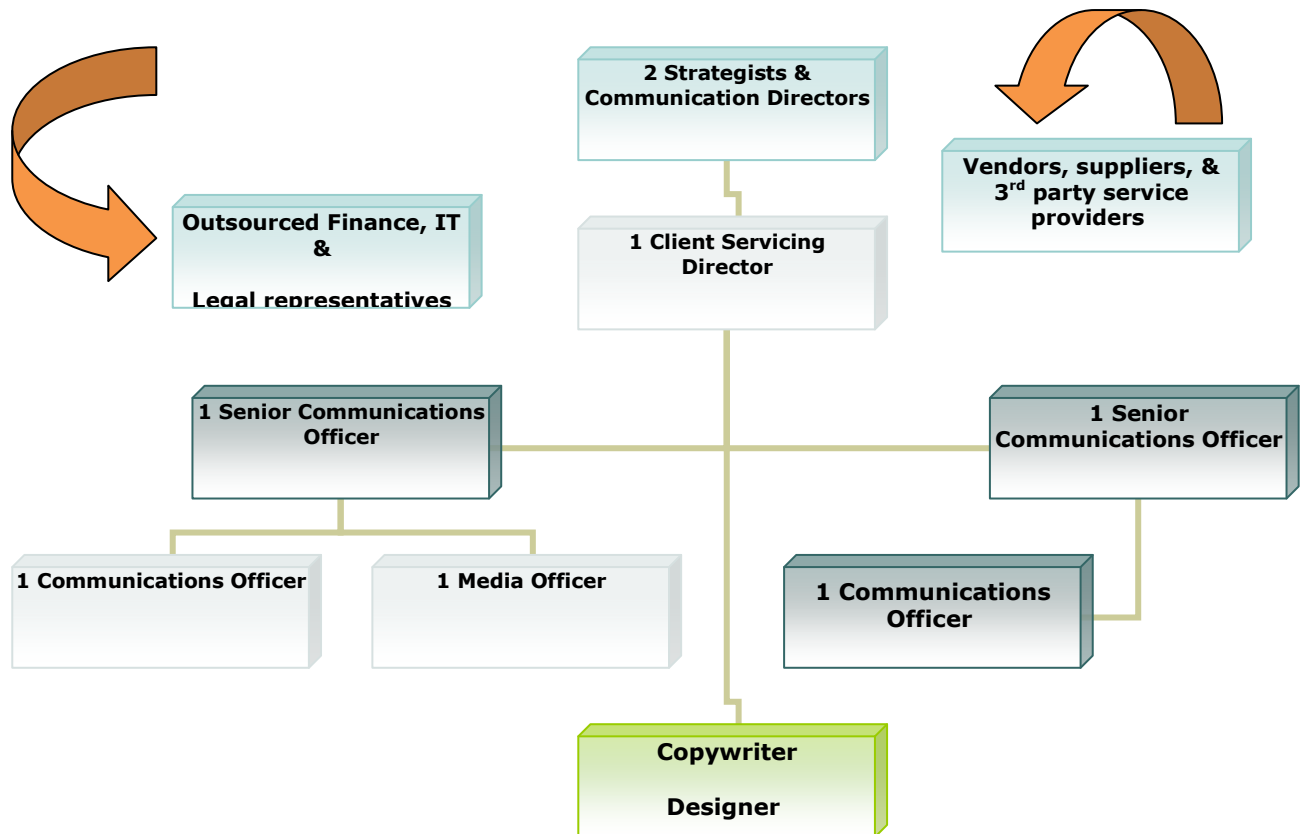 2 Strategists &
Communication Directors
Vendors, suppliers, &
3rd party service
providers
Outsourced Finance, IT
&
Legal representatives
1 Client Servicing
Director
1 Senior Communications
Officer
1 Senior
Communications Officer
1 Communications Officer
1 Media Officer
1 Communications
Officer
Copywriter
Designer